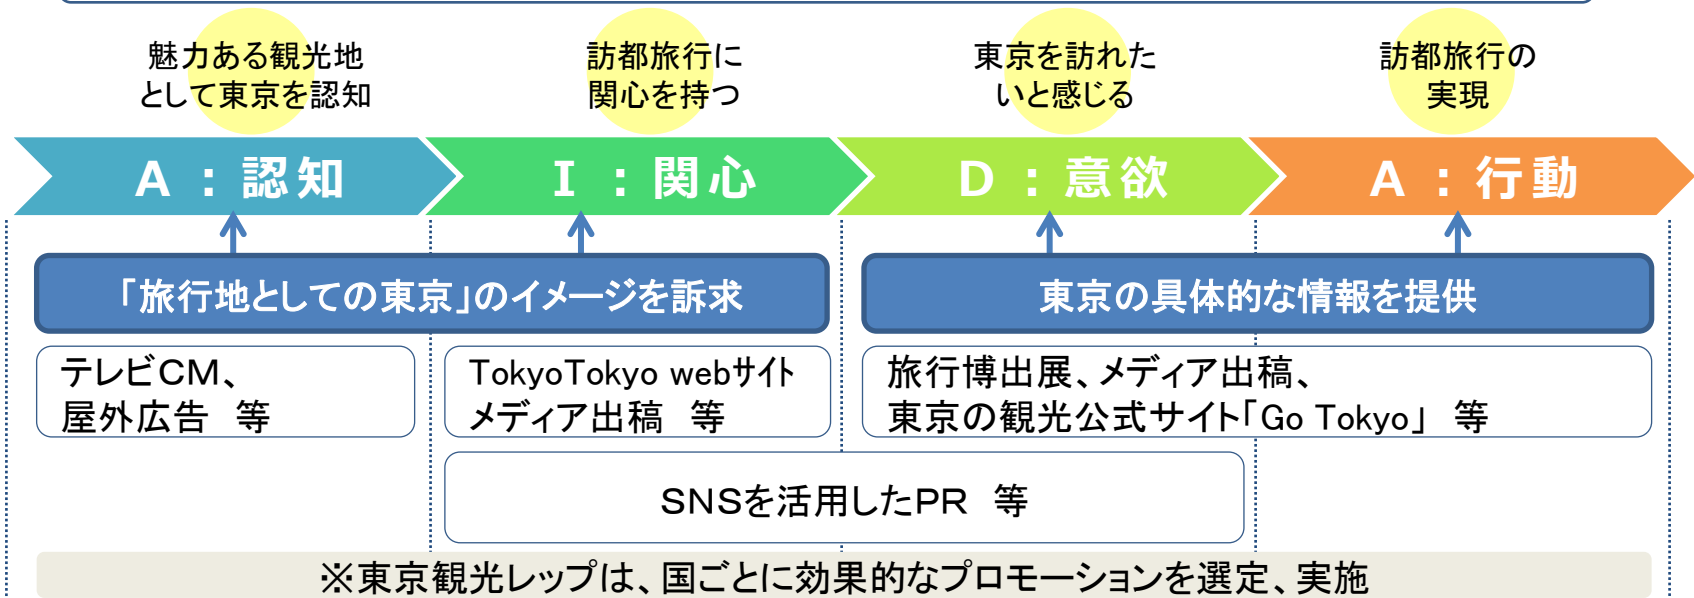 魅力ある観光地
として東京を認知
訪都旅行に
関心を持つ
東京を訪れた
いと感じる
訪都旅行の
実現
A：認知
I：関心
D：意欲
A：行動
「旅行地としての東京」のイメージを訴求
東京の具体的な情報を提供
テレビCM、
屋外広告　等
TokyoTokyo webサイト
メディア出稿　等
旅行博出展、メディア出稿、
東京の観光公式サイト「Go Tokyo」　等
SNSを活用したPR　等
※東京観光レップは、国ごとに効果的なプロモーションを選定、実施